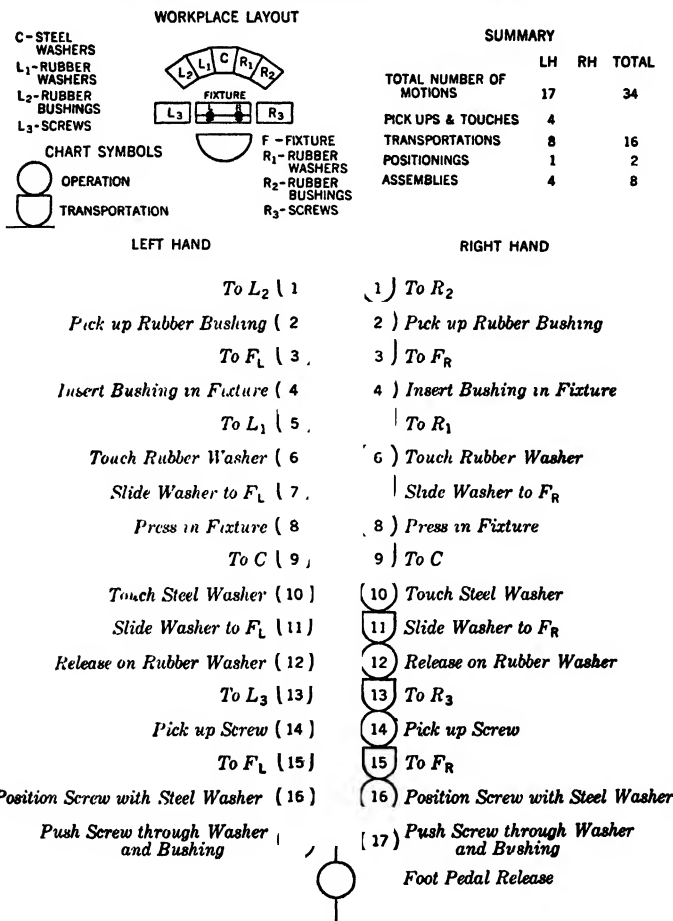 WORKPLACE LAYOUT
C-STEEL
WASHERS
L1-RUBBER
WASHERS
L2-RUBBER
BUSHINGS
L3-SCREWS
L2 L1 C R1 R2
FIXTURE
L3 L R R3
F-FIXTURE
R1-RUBBER
WASHERS
R2-RUBBER
BUSHINGS
R3-SCREWS
CHART SYMBOLS
OPERATION
TRANSPORTATION
SUMMARY
LH RH TOTAL
TOTAL NUMBER OF
MOTIONS 17 34
PICK UPS & TOUCHES 4
TRANSPORTATIONS 8 16
POSITIONINGS 1 2
ASSEMBLIES 4 8
LEFT HAND RIGHT HAND
To L2 1 1 To R2
Pick up Rubber Bushing 2 2 Pick up Rubber Bushing
To FL 3 3 To FR
Insert Bushing in Fixture 4 4 Insert Bushing in Fixture
To L1 5 To R1
Touch Rubber Washer 6 6 Touch Rubber Washer
Slide Washer to FL 7 Slide Washer to FR
Press in Fixture 8 8 Press in Fixture
To C 9 9 To C
Touch Steel Washer 10 10 Touch Steel Washer
Slide Washer to FL 11 11 Slide Washer to FR
Release on Rubber Washer 12 12 Release on Rubber Washer
To L3 13 13 To R3
Pick up Screw 14 14 Pick up Screw
To FL 15 15 To FR
Position Screw with Steel Washer 16 16 Position Screw with Steel Washer
Push Screw through Washer 17 Push Screw through Washer
and Bushing and Bushing
Foot Pedal Release